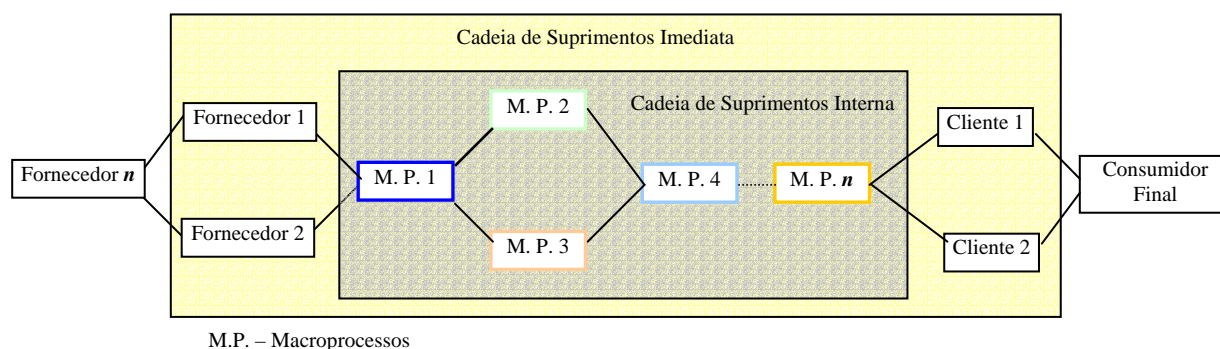 Cadeia de Suprimentos Imediata
Cadeia de Suprimentos Interna
Fornecedor n
Fornecedor 1
Fornecedor 2
M. P. 1
M. P. 2
M. P. 3
M. P. 4
M. P. n
Cliente 1
Cliente 2
Consumidor
Final
M.P. – Macroprocessos